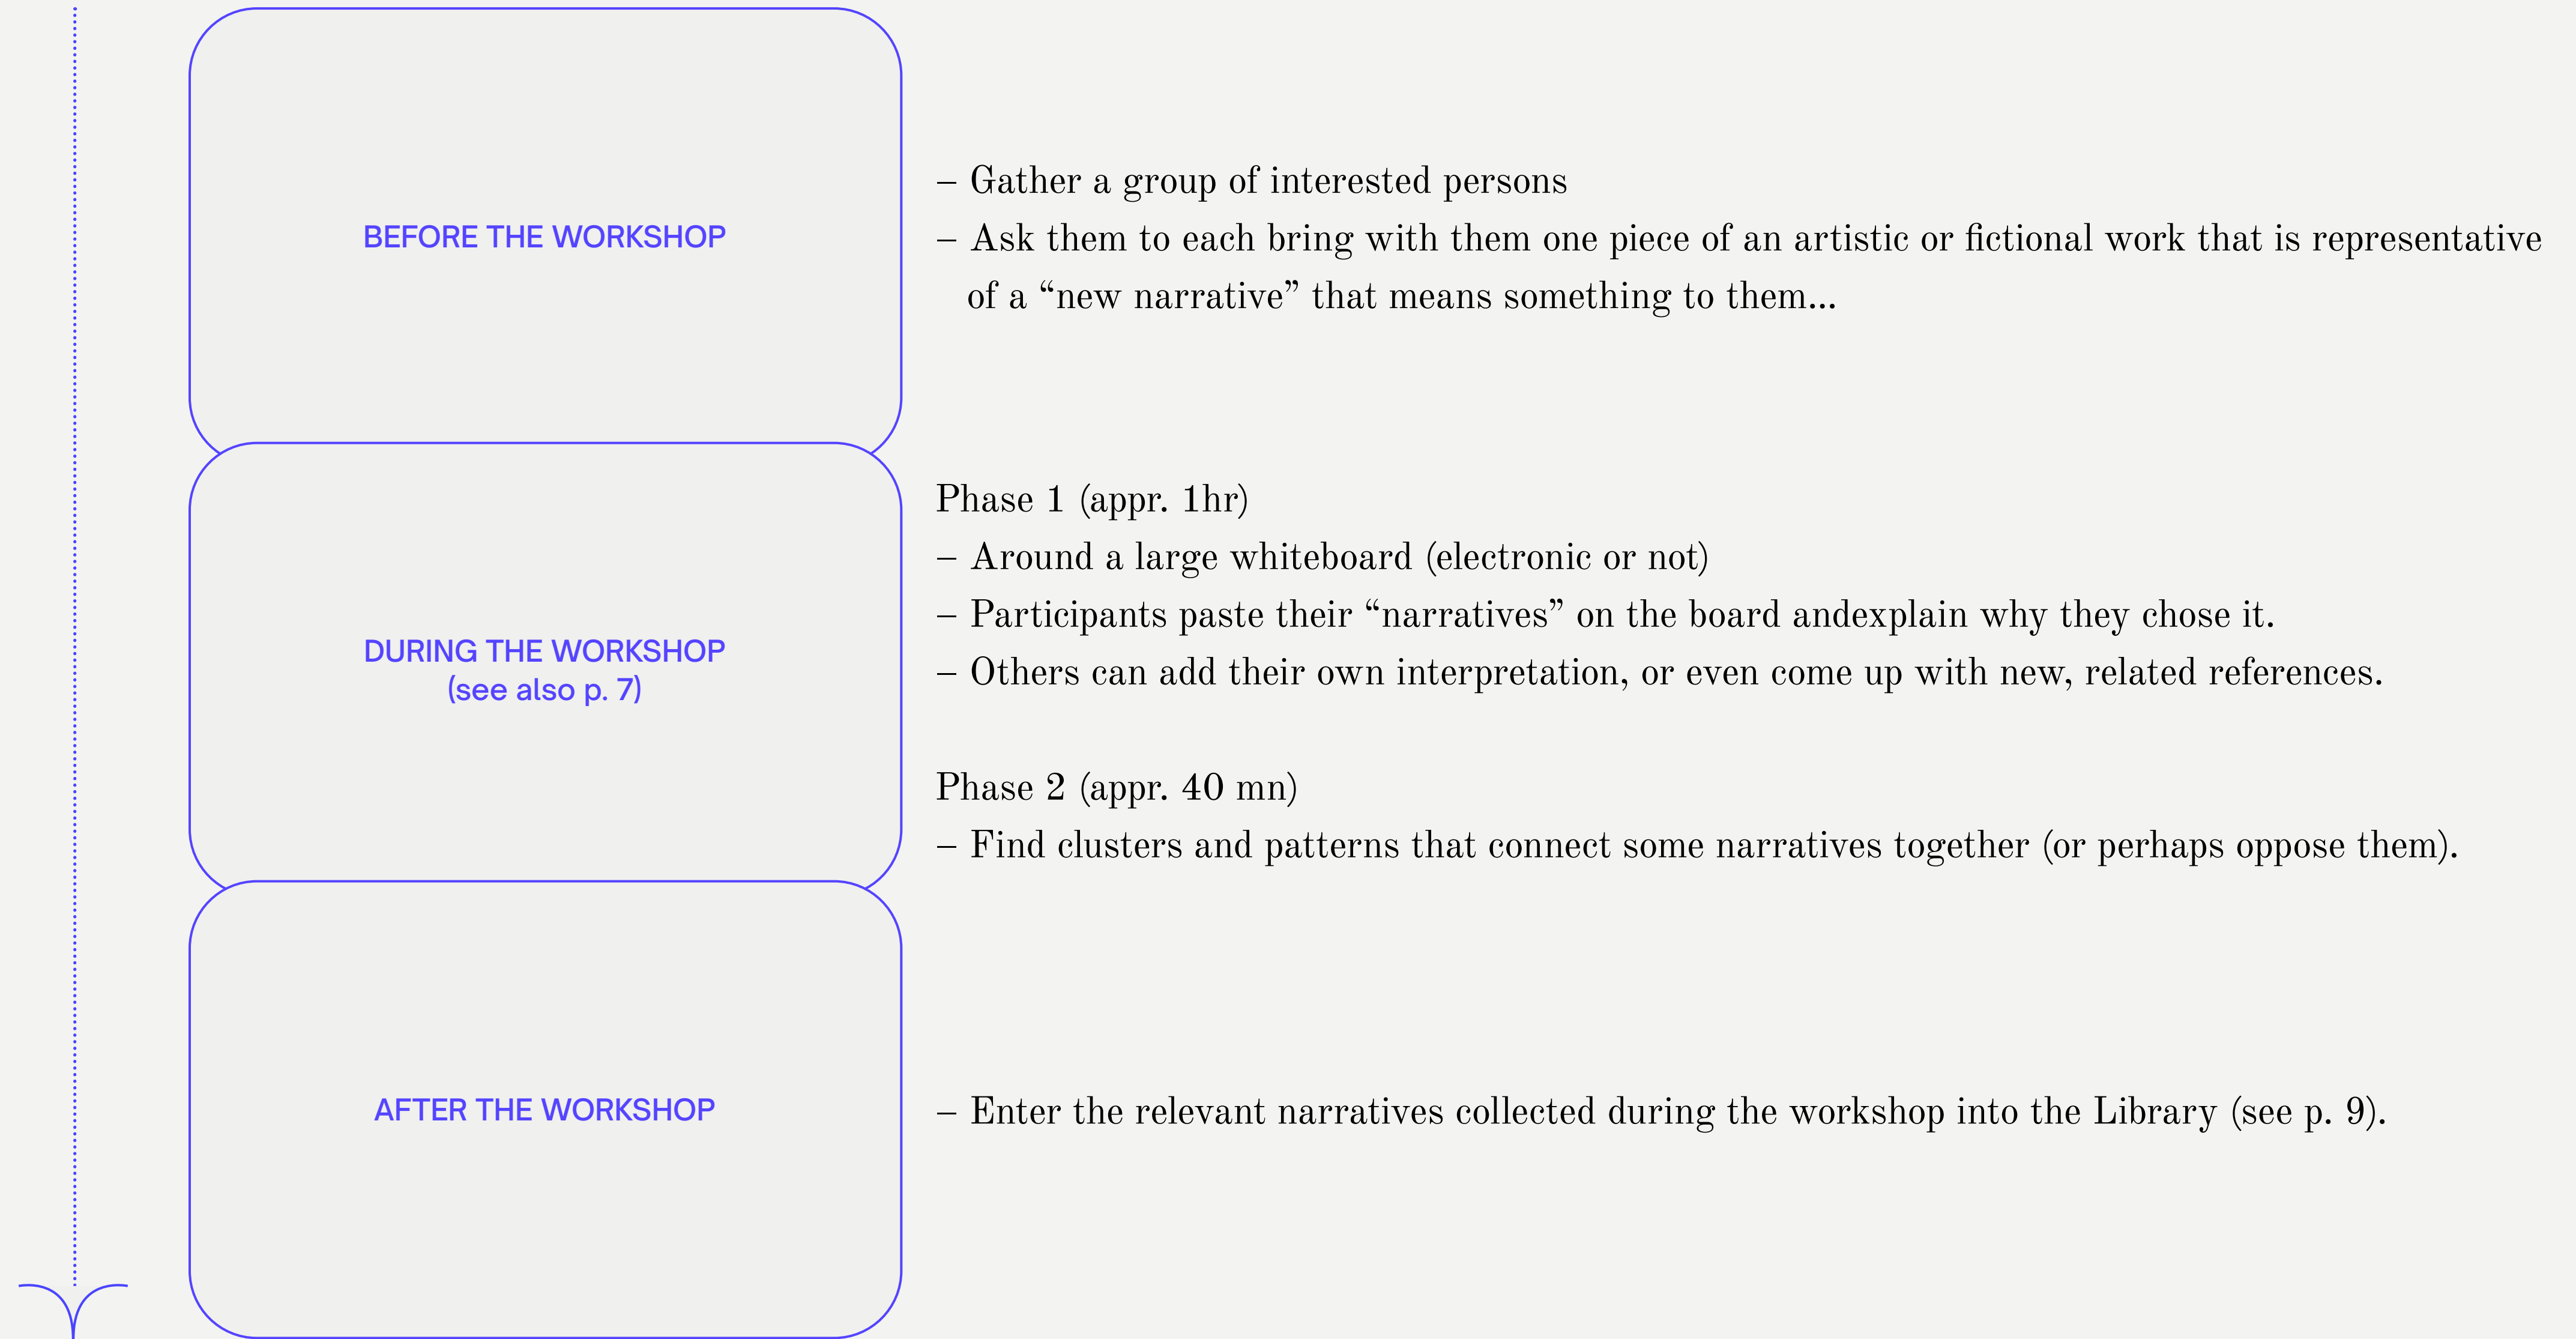 BEFORE THE WORKSHOP
– Gather a group of interested persons
– Ask them to each bring with them one piece of an artistic or fictional work that is representative
of a “new narrative” that means something to them...
DURING THE WORKSHOP
(see also p. 7)
Phase 1 (appr. 1hr)
– Around a large whiteboard (electronic or not)
– Participants paste their “narratives” on the board andexplain why they chose it.
– Others can add their own interpretation, or even come up with new, related references.
Phase 2 (appr. 40 mn)
– Find clusters and patterns that connect some narratives together (or perhaps oppose them).
AFTER THE WORKSHOP
– Enter the relevant narratives collected during the workshop into the Library (see p. 9).